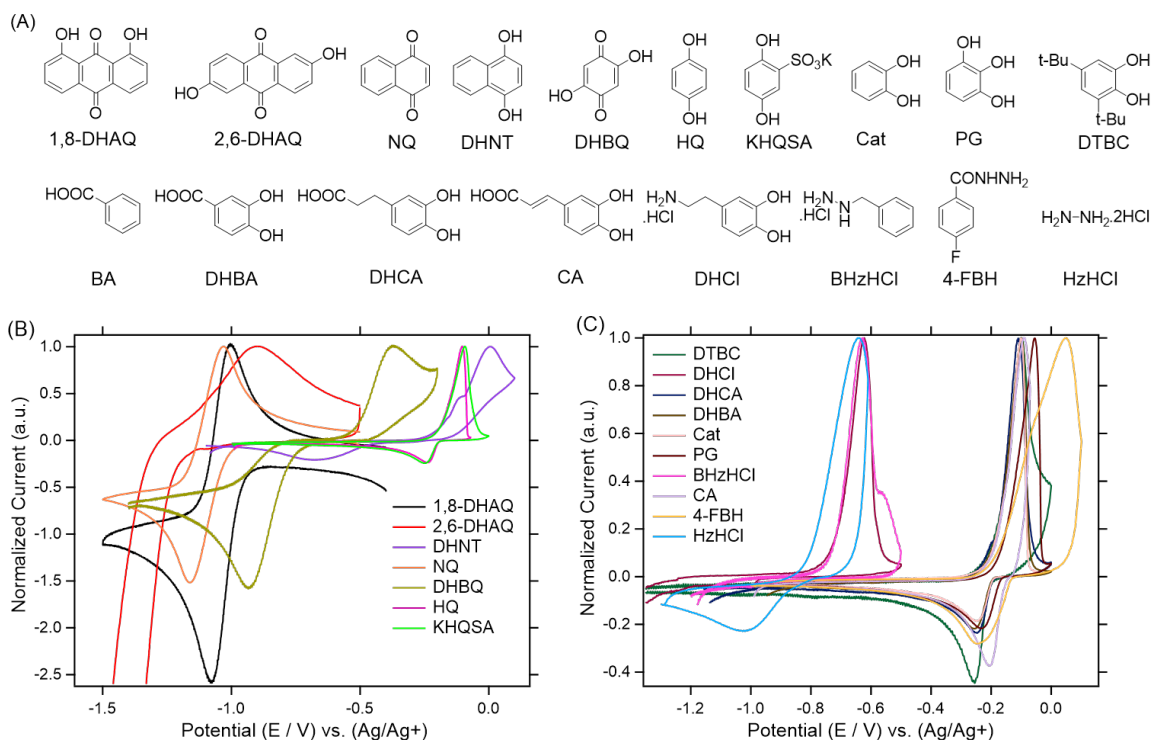 (A)
OH O OH
O
1,8-DHAQ
O
OH
HO
O
2,6-DHAQ
O
O
NQ
OH
OH
DHNT
O
OH
HO
O
DHBQ
OH
OH
HQ
OH
SO₃K
OH
KHQSA
OH
OH
Cat
OH
HO
OH
PG
t-Bu
OH
OH
t-Bu
DTBC
HOOC
BA
HOOC
OH
OH
DHBA
HOOC
OH
OH
DHCA
HOOC
OH
OH
CA
H₂N
.HCl
OH
OH
DHCl
H₂N
N
H
.HCl
BHzHCl
CONHNH₂
F
4-FBH
H₂N−NH₂.2HCl
HzHCl
(B)
Normalized Current (a.u.)
1.0
0.5
0.0
-0.5
-1.0
-1.5
-2.0
-2.5
1,8-DHAQ
2,6-DHAQ
DHNT
NQ
DHBQ
HQ
KHQSA
-1.5 -1.0 -0.5 0.0
Potential (E / V) vs. (Ag/Ag+)
(C)
Normalized Current (a.u.)
1.0
0.8
0.6
0.4
0.2
0.0
-0.2
-0.4
DTBC
DHCl
DHCA
DHBA
Cat
PG
BHzHCl
CA
4-FBH
HzHCl
-1.2 -1.0 -0.8 -0.6 -0.4 -0.2 0.0
Potential (E / V) vs. (Ag/Ag+)